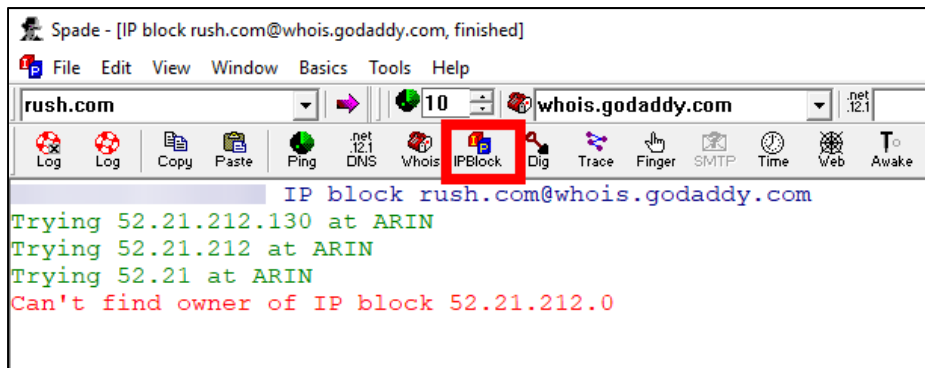 Spade - [IP block rush.com@whois.godaddy.com, finished]
File Edit View Window Basics Tools Help
rush.com 10 whois.godaddy.com .net .12.1
Log Log Copy Paste Ping .net .12.1 DNS Whois IPBlock Dig Trace Finger SMTP Time Web Awake
IP block rush.com@whois.godaddy.com
Trying 52.21.212.130 at ARIN
Trying 52.21.212 at ARIN
Trying 52.21 at ARIN
Can't find owner of IP block 52.21.212.0